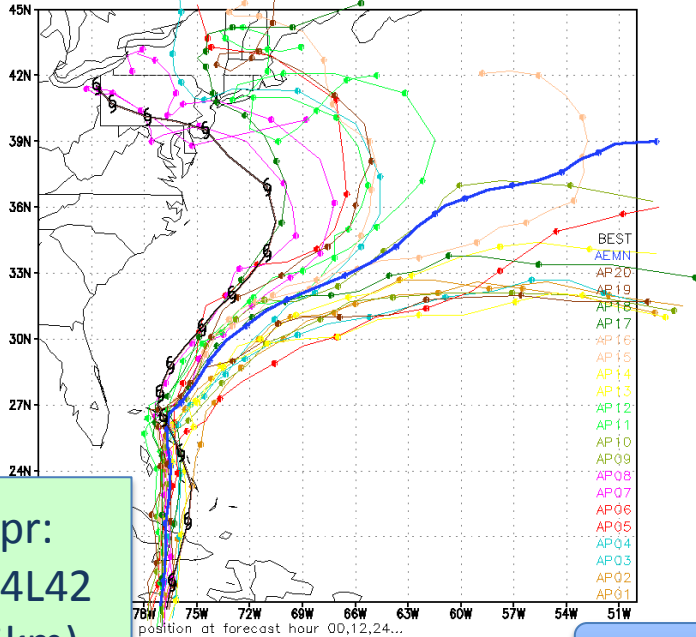 45N
42N
39N
36N
33N
30N
27N
24N
BEST
AEMN
AP20
AP19
AP18
AP17
AP16
AP15
AP14
AP13
AP12
AP11
AP10
AP09
AP08
AP07
AP06
AP05
AP04
AP03
AP02
AP01
pr:
4L42
km)
78W 75W 72W 69W 66W 63W 60W 57W 54W 51W
position at forecast hour 00,12,24...